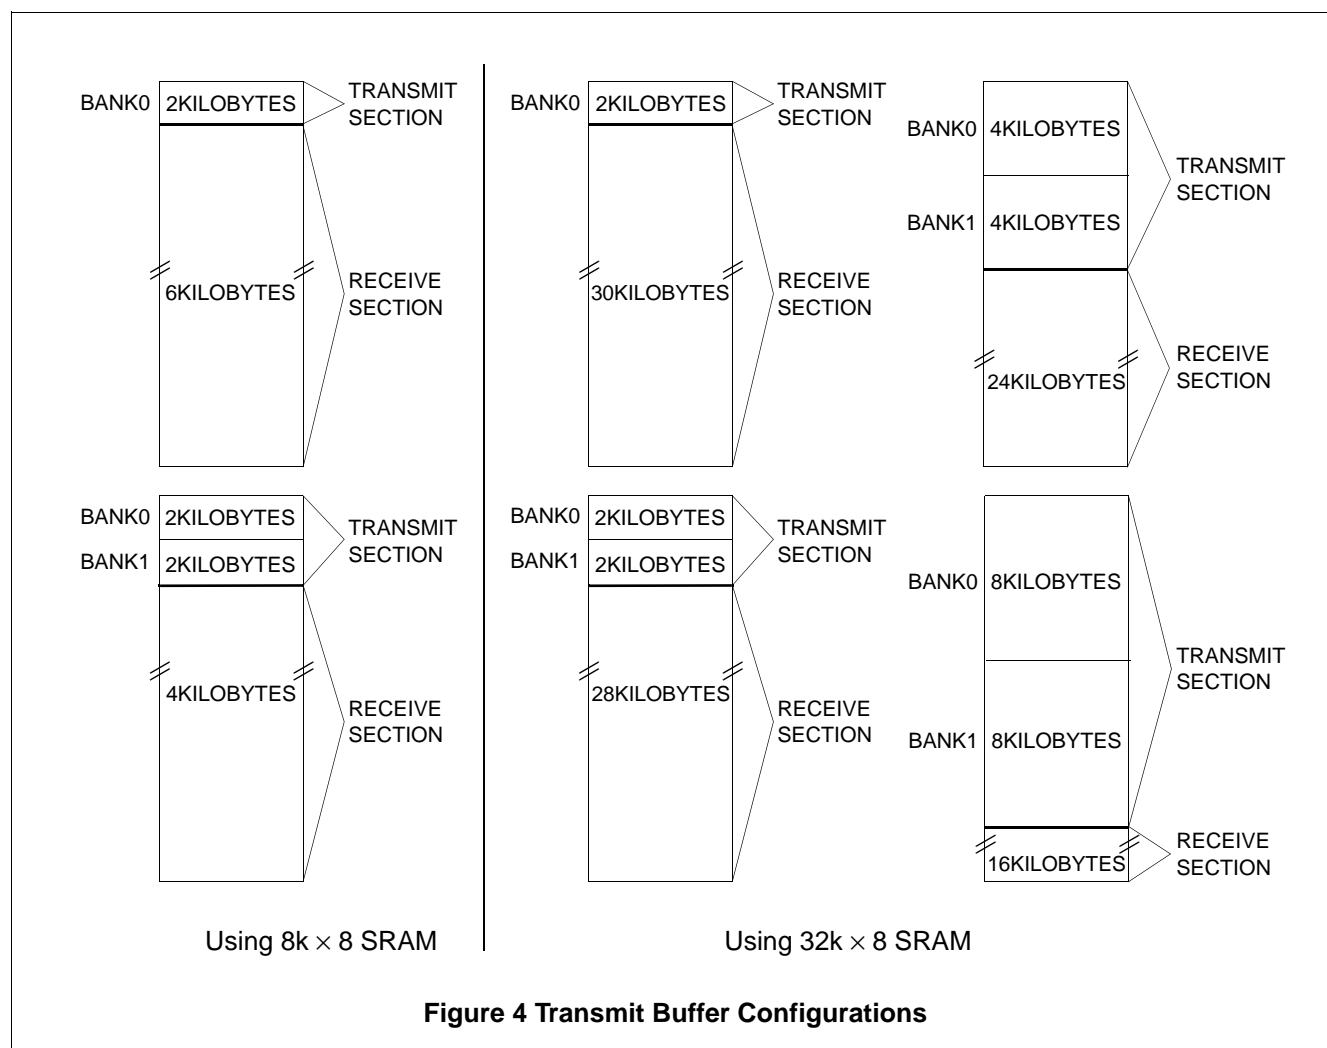 BANK0
2KILOBYTES
TRANSMIT
SECTION
6KILOBYTES
RECEIVE
SECTION
BANK0
2KILOBYTES
BANK1
2KILOBYTES
TRANSMIT
SECTION
4KILOBYTES
RECEIVE
SECTION
Using 8k × 8 SRAM
BANK0
2KILOBYTES
TRANSMIT
SECTION
30KILOBYTES
RECEIVE
SECTION
BANK0
2KILOBYTES
BANK1
2KILOBYTES
TRANSMIT
SECTION
28KILOBYTES
RECEIVE
SECTION
BANK0
4KILOBYTES
BANK1
4KILOBYTES
TRANSMIT
SECTION
24KILOBYTES
RECEIVE
SECTION
BANK0
8KILOBYTES
BANK1
8KILOBYTES
TRANSMIT
SECTION
16KILOBYTES
RECEIVE
SECTION
Using 32k × 8 SRAM
Figure 4 Transmit Buffer Configurations